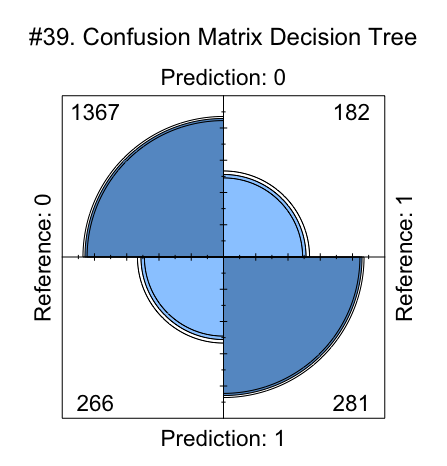 #39. Confusion Matrix Decision Tree
Prediction: 0
1367
182
Reference: 0
Reference: 1
266
281
Prediction: 1